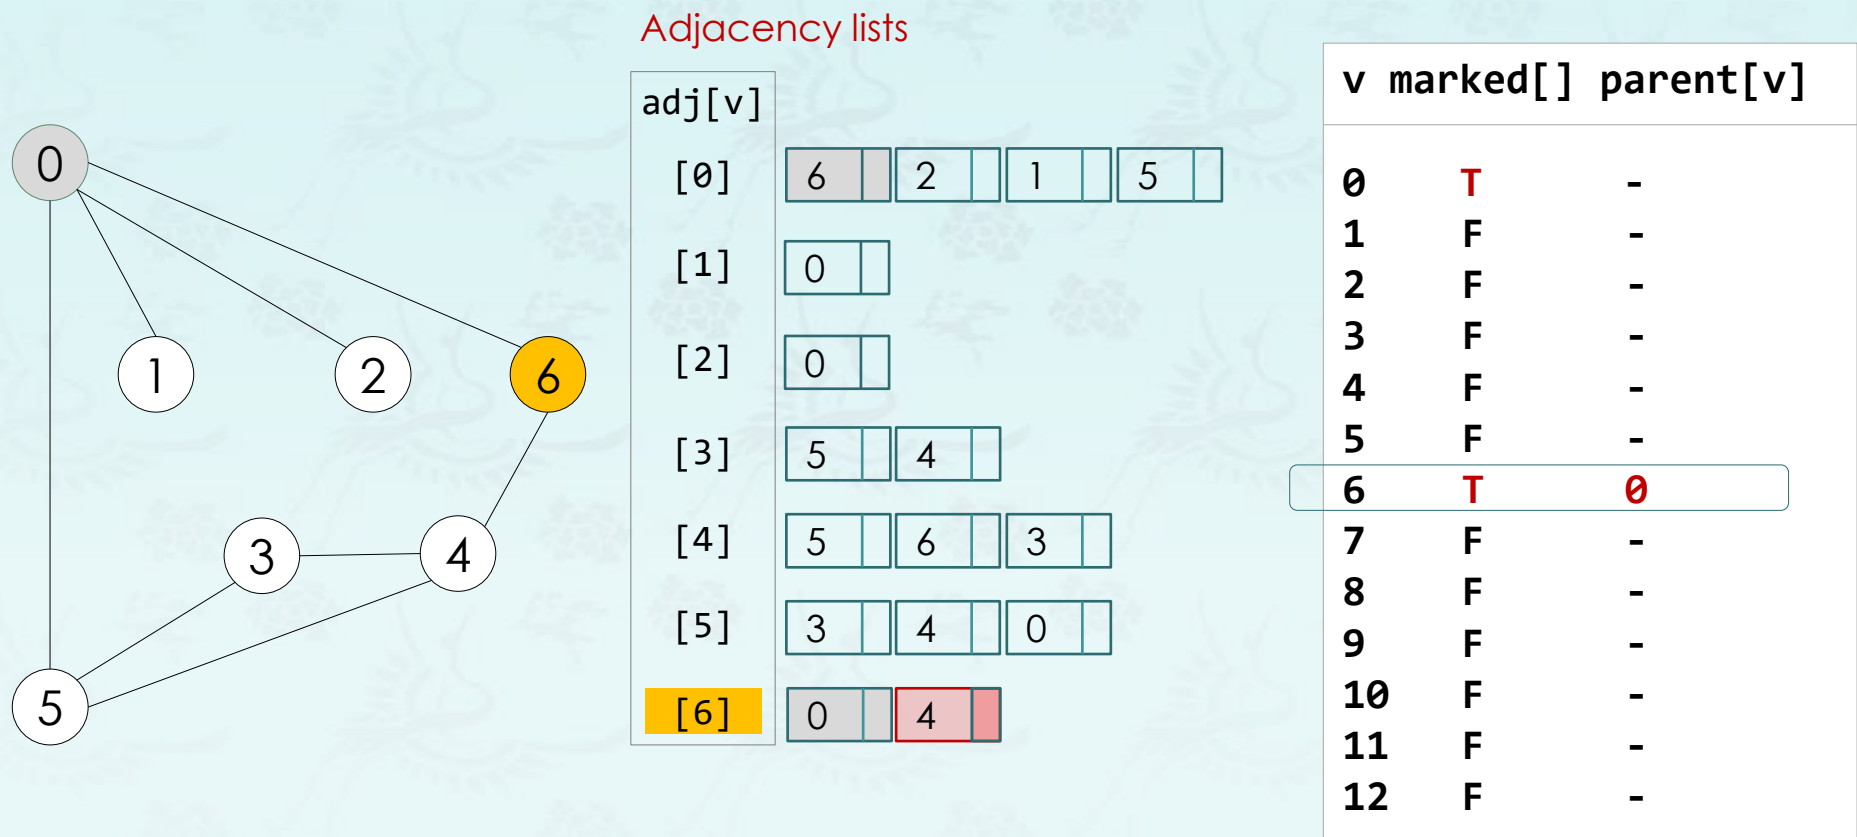 Adjacency lists
adj[v]
[0] 6 2 1 5
[1] 0
[2] 0
[3] 5 4
[4] 5 6 3
[5] 3 4 0
[6] 0 4
0
1 2 6
3 4
5
v marked[] parent[v]
0 T -
1 F -
2 F -
3 F -
4 F -
5 F -
6 T 0
7 F -
8 F -
9 F -
10 F -
11 F -
12 F -